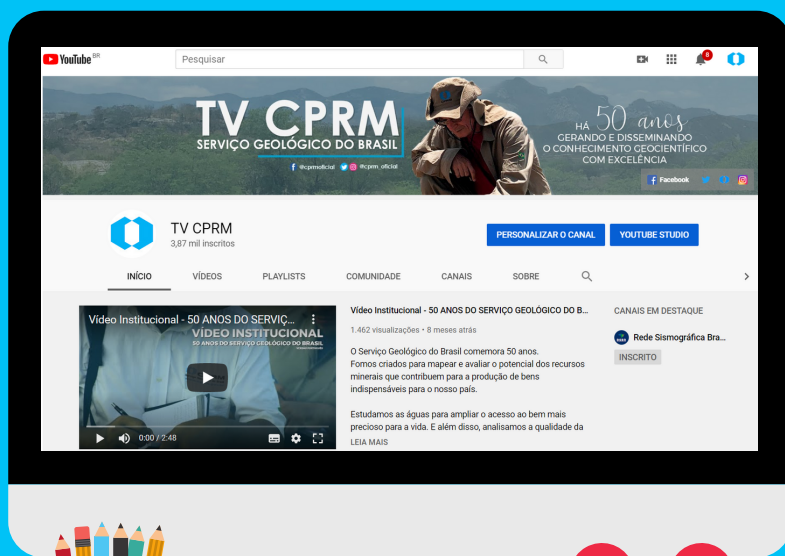 YouTube BR
Pesquisar
8
TV CPRM
SERVIÇO GEOLÓGICO DO BRASIL
@cprmoficial @cprm_oficial
HÁ 50 anos
GERANDO E DISSEMINANDO
O CONHECIMENTO GEOCIENTÍFICO
COM EXCELÊNCIA
Facebook
TV CPRM
3,87 mil inscritos
PERSONALIZAR O CANAL
YOUTUBE STUDIO
INÍCIO VÍDEOS PLAYLISTS COMUNIDADE CANAIS SOBRE
Vídeo Institucional - 50 ANOS DO SERVIÇ...
VÍDEO INSTITUCIONAL
50 ANOS DO SERVIÇO GEOLÓGICO DO BRASIL
0:00 / 2:48
Vídeo Institucional - 50 ANOS DO SERVIÇO GEOLÓGICO DO B...
1.462 visualizações • 8 meses atrás
O Serviço Geológico do Brasil comemora 50 anos.
Fomos criados para mapear e avaliar o potencial dos recursos
minerais que contribuem para a produção de bens
indispensáveis para o nosso país.
Estudamos as águas para ampliar o acesso ao bem mais
precioso para a vida. E além disso, analisamos a qualidade da
LEIA MAIS
CANAIS EM DESTAQUE
Rede Sismográfica Bra...
INSCRITO